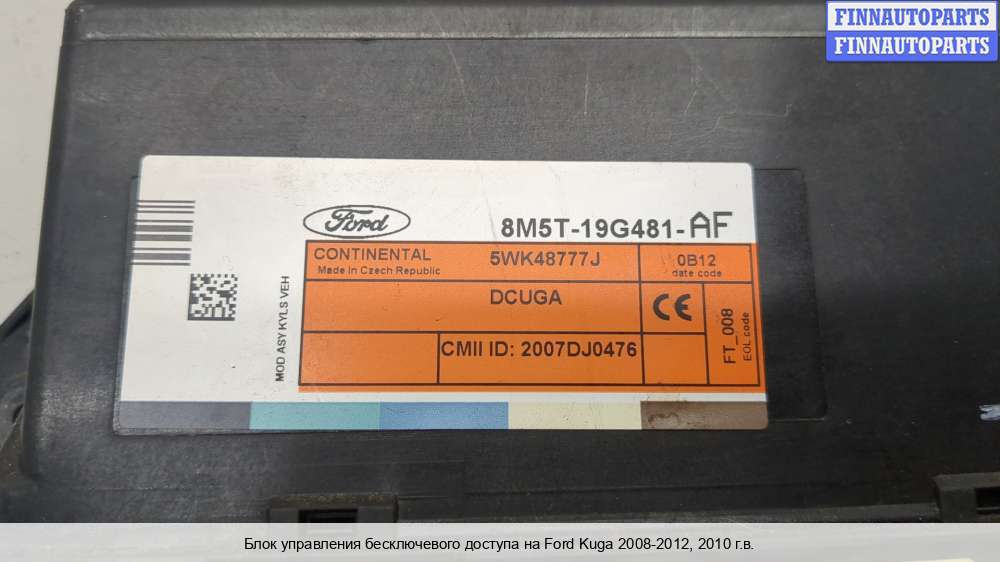 FINNAUTOPARTS
FINNAUTOPARTS
Ford
8M5T-19G481-AF
CONTINENTAL
Made in Czech Republic
5WK48777J
0B12
date code
DCUGA
CE
CMII ID: 2007DJ0476
FT_008
EOL code
MOD ASY KYLS VEH
Блок управления бесключевого доступа на Ford Kuga 2008-2012, 2010 г.в.